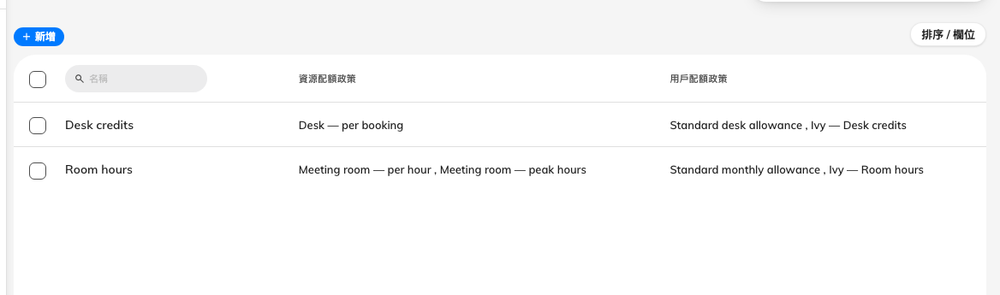 + 新增
排序 / 欄位
名稱 資源配額政策 用戶配額政策
Desk credits Desk — per booking Standard desk allowance , Ivy — Desk credits
Room hours Meeting room — per hour , Meeting room — peak hours Standard monthly allowance , Ivy — Room hours